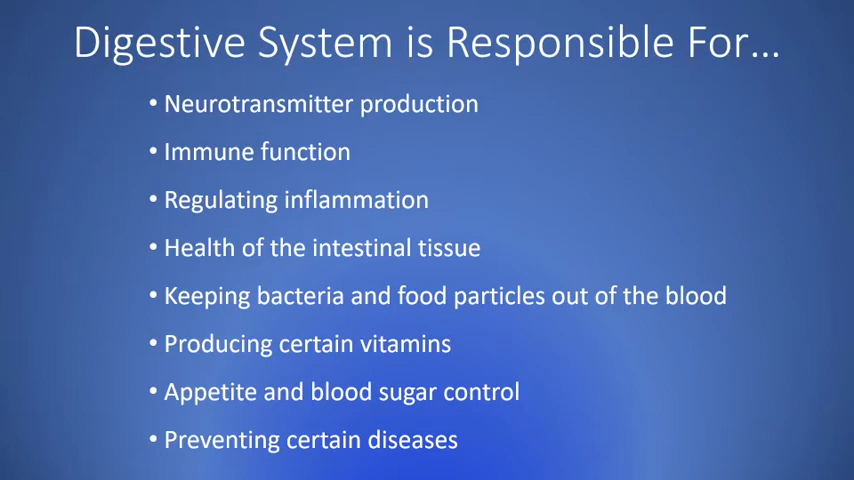 Digestive System is Responsible For...
• Neurotransmitter production
• Immune function
• Regulating inflammation
• Health of the intestinal tissue
• Keeping bacteria and food particles out of the blood
• Producing certain vitamins
• Appetite and blood sugar control
• Preventing certain diseases